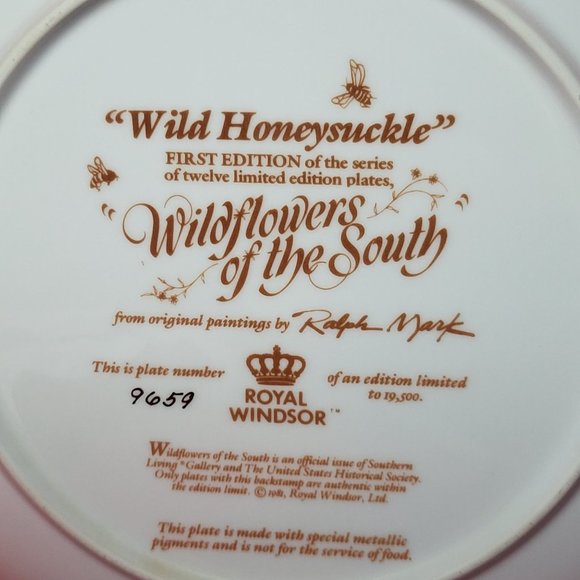 “Wild Honeysuckle”
FIRST EDITION of the series
of twelve limited edition plates,
“Wildflowers
of the South”
from original paintings by Ralph Mark
This is plate number
9659
ROYAL
WINDSOR™
of an edition limited
to 19,500.
Wildflowers of the South is an official issue of Southern
Living® Gallery and The United States Historical Society.
Only plates with this backstamp are authentic within
the edition limit. © 1981, Royal Windsor, Ltd.
This plate is made with special metallic
pigments and is not for the service of food.